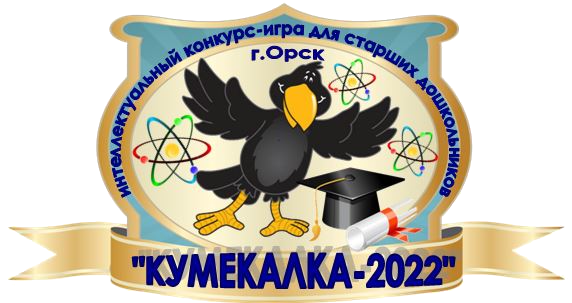 интеллектуальный конкурс-игра для старших дошкольников
г.Орск
"КУМЕКАЛКА-2022"